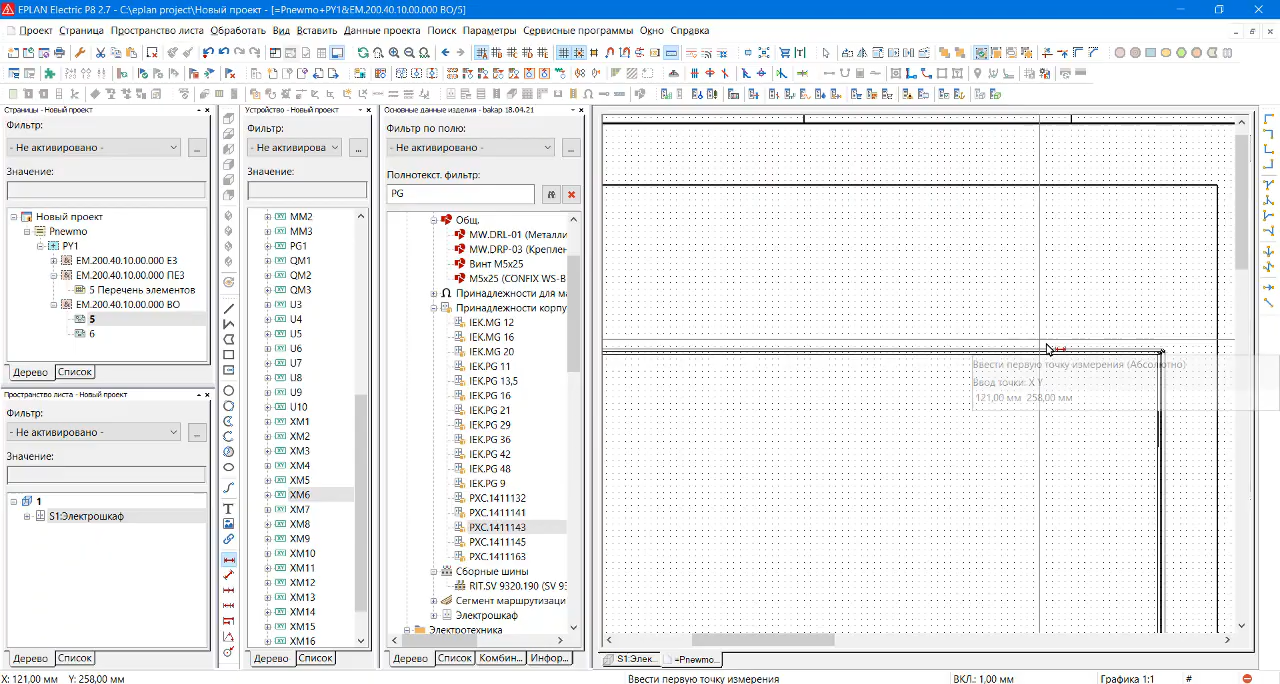 EPLAN Electric P8 2.7 - C:\eplan project\Новый проект - [=Pnewmo+PY1&EM.200.40.10.00.000 ВО/5]
Проект Страница Пространство листа Обработать Вид Вставить Данные проекта Поиск Параметры Сервисные программы Окно Справка
Страницы - Новый проект
Фильтр:
- Не активировано -
...
Значение:
Новый проект
Pnewmo
PY1
EM.200.40.10.00.000 Е3
EM.200.40.10.00.000 ПЕ3
5 Перечень элементов
EM.200.40.10.00.000 ВО
5
6
Дерево Список
Пространство листа - Новый проект
Фильтр:
- Не активировано -
...
Значение:
1
S1:Электрошкаф
Дерево Список
Устройство - Новый проект
Фильтр:
- Не активирова
...
Значение:
MM2
MM3
PG1
QM1
QM2
QM3
U3
U4
U5
U6
U7
U8
U9
U10
XM1
XM2
XM3
XM4
XM5
XM6
XM7
XM8
XM9
XM10
XM11
XM12
XM13
XM14
XM15
XM16
Дерево Список
Основные данные изделия - bakap 18.04.21
Фильтр по полю:
- Не активировано -
...
Полнотекст. фильтр:
PG
Общ.
MW.DRL-01 (Металли
MW.DRP-03 (Креплен
Винт М5х25
M5x25 (CONFIX WS-B
Принадлежности для ма
Принадлежности корпу
IEK.MG 12
IEK.MG 16
IEK.MG 20
IEK.PG 11
IEK.PG 13,5
IEK.PG 16
IEK.PG 21
IEK.PG 29
IEK.PG 36
IEK.PG 42
IEK.PG 48
IEK.PG 9
PXC.1411132
PXC.1411141
PXC.1411143
PXC.1411145
PXC.1411163
Сборные шины
RIT.SV 9320.190 (SV 93
Сегмент маршрутизаци
Электрошкаф
Электротехника
Дерево Список Комбин... Инфор...
Ввести первую точку измерения (Абсолютно)
Ввод точки: X Y
121,00 мм 258,00 мм
S1:Элек... =Pnewmo...
X: 121,00 мм Y: 258,00 мм Ввести первую точку измерения ВКЛ.: 1,00 мм Графика 1:1 #